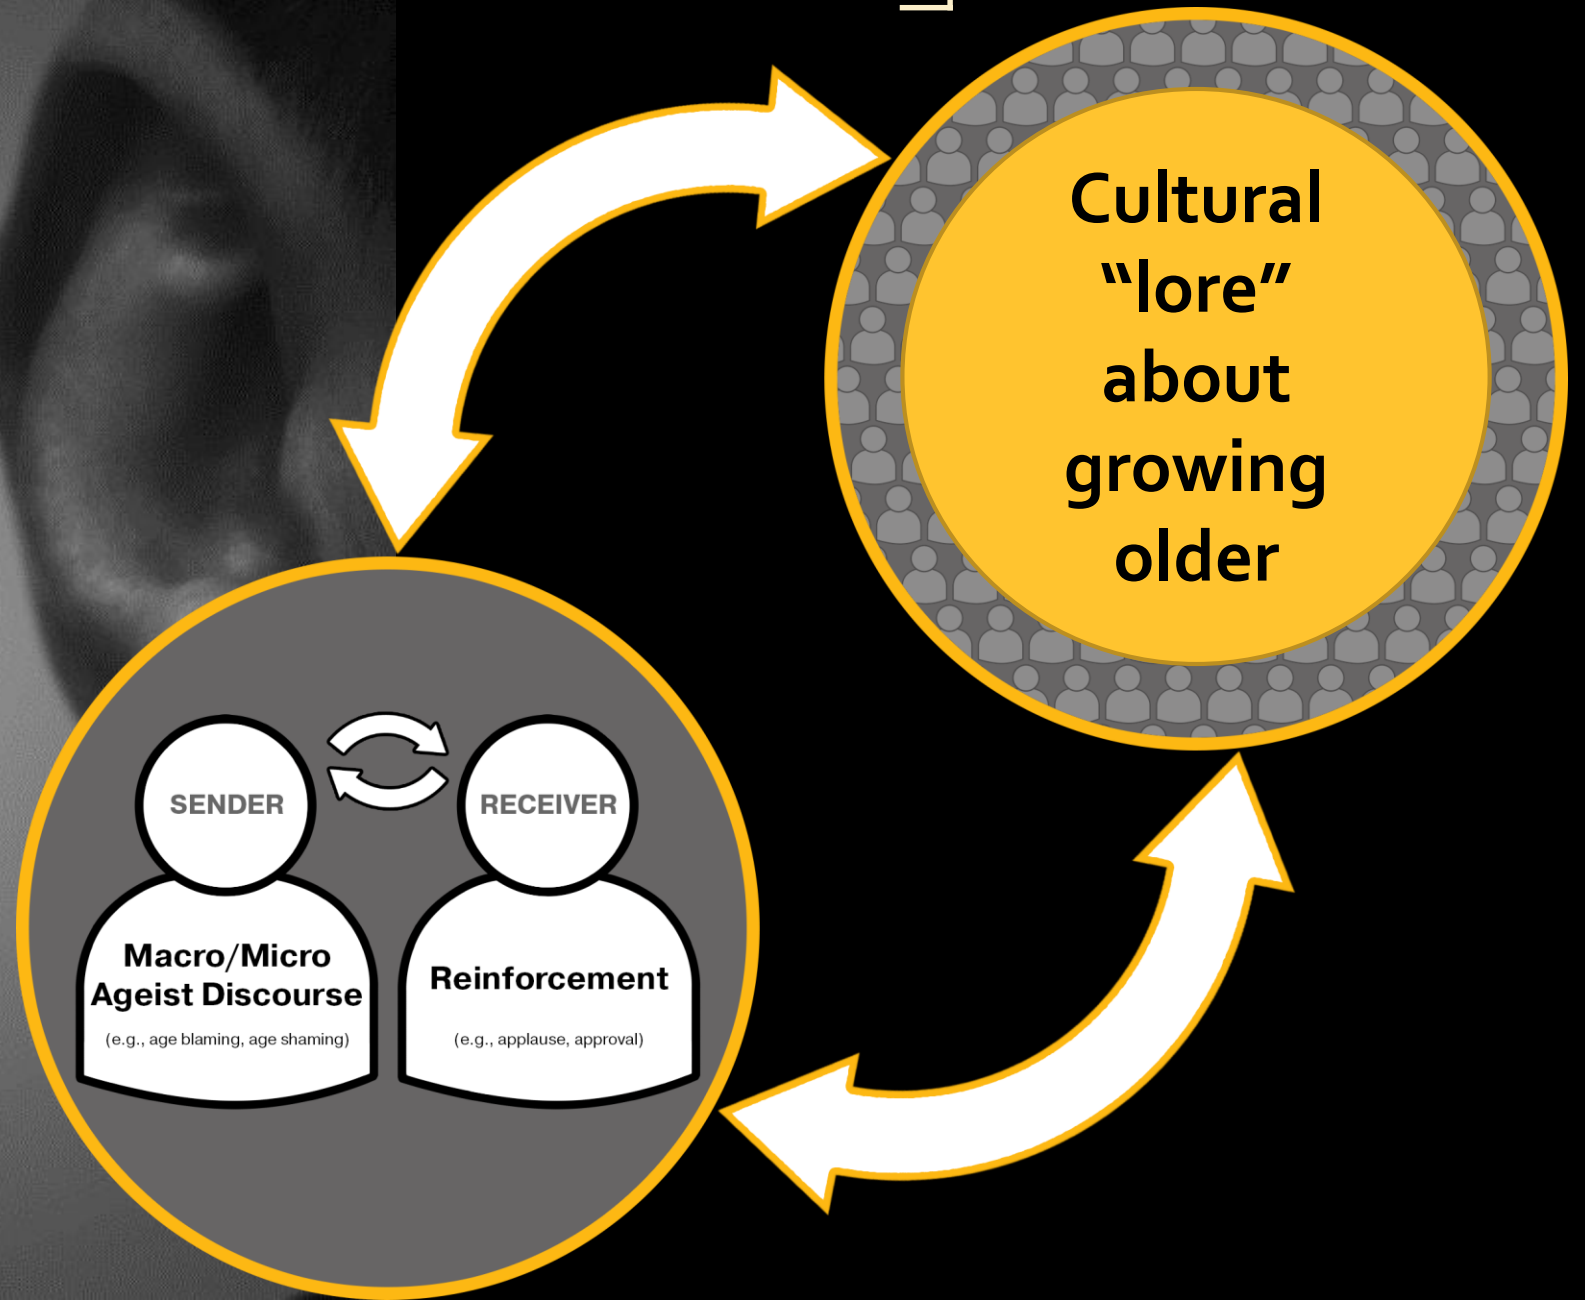 Cultural
“lore”
about
growing
older
SENDER
RECEIVER
Macro/Micro
Ageist Discourse
(e.g., age blaming, age shaming)
Reinforcement
(e.g., applause, approval)